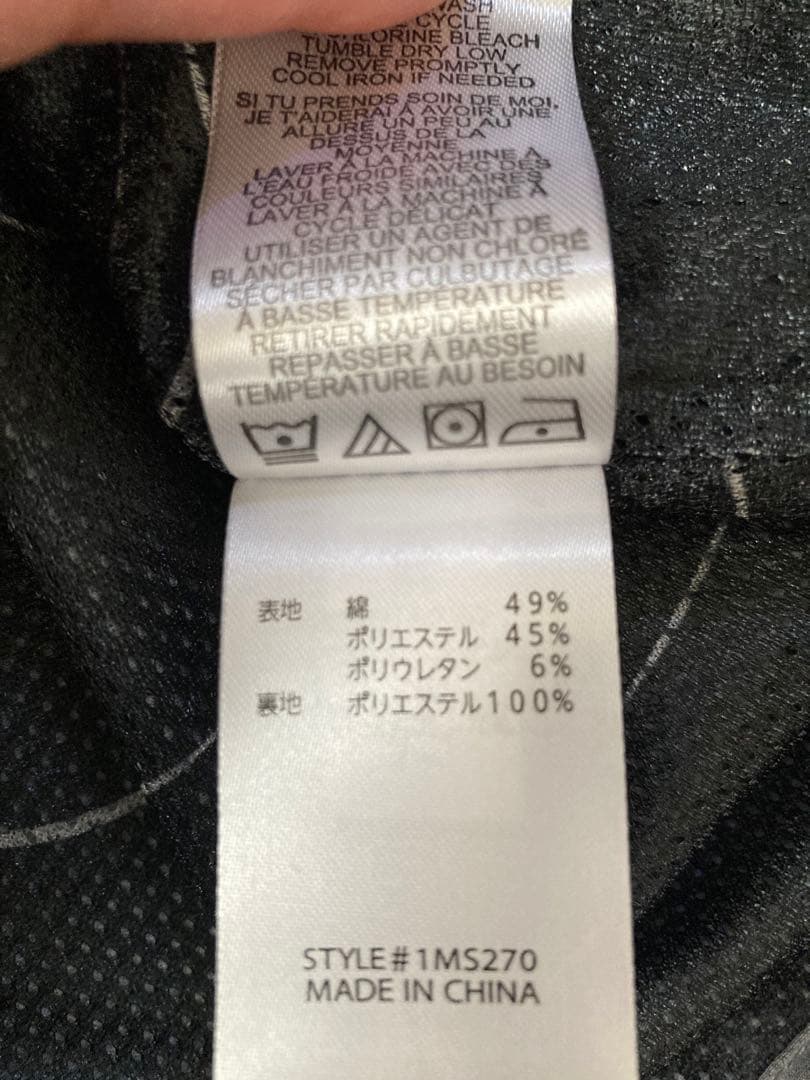 WASH
CYCLE
CHLORINE BLEACH
TUMBLE DRY LOW
REMOVE PROMPTLY
COOL IRON IF NEEDED
SI TU PRENDS SOIN DE MOI,
JE T'AIDERAI À AVOIR UNE
ALLURE UN PEU AU
DESSUS DE LA
MOYENNE
LAVER À LA MACHINE À
L'EAU FROIDE AVEC DES
COULEURS SIMILAIRES
LAVER À LA MACHINE À
CYCLE DÉLICAT
UTILISER UN AGENT DE
BLANCHIMENT NON CHLORÉ
SÉCHER PAR CULBUTAGE
À BASSE TEMPÉRATURE
RETIRER RAPIDEMENT
REPASSER À BASSE
TEMPÉRATURE AU BESOIN
表地 綿 49%
ポリエステル 45%
ポリウレタン 6%
裏地 ポリエステル100%
STYLE#1MS270
MADE IN CHINA